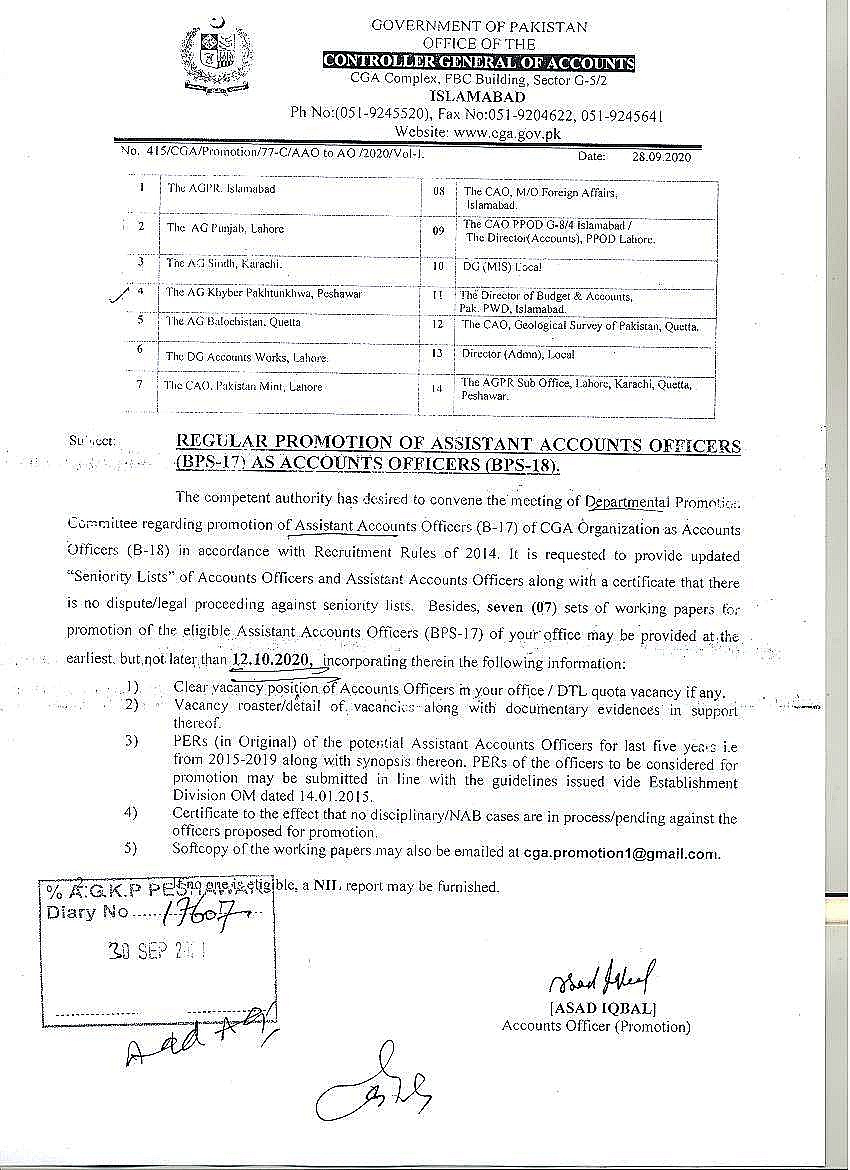 GOVERNMENT OF PAKISTAN
OFFICE OF THE
CONTROLLER GENERAL OF ACCOUNTS
CGA Complex, FBC Building, Sector G-5/2
ISLAMABAD
Ph No:(051-9245520), Fax No:051-9204622, 051-9245641
Website: www.cga.gov.pk
No. 415/CGA/Promotion/77-C/AAO to AO /2020/Vol-I. Date: 28.09.2020
1 The AGPR. Islamabad 08 The CAO, M/O Foreign Affairs,
Islamabad.
2 The AG Punjab, Lahore 09 The CAO PPOD G-8/4 Islamabad /
The Director(Accounts), PPOD Lahore.
3 The AG Sindh, Karachi. 10 DG (MIS) Local
4 The AG Khyber Pakhtunkhwa, Peshawar 11 The Director of Budget & Accounts,
Pak. PWD, Islamabad.
5 The AG Balochistan, Quetta 12 The CAO, Geological Survey of Pakistan, Quetta.
6 The DG Accounts Works, Lahore. 13 Director (Admn), Local
7 The CAO, Pakistan Mint, Lahore 14 The AGPR Sub Office, Lahore, Karachi, Quetta,
Peshawar.
Subject: REGULAR PROMOTION OF ASSISTANT ACCOUNTS OFFICERS
(BPS-17) AS ACCOUNTS OFFICERS (BPS-18).
The competent authority has desired to convene the meeting of Departmental Promotion
Committee regarding promotion of Assistant Accounts Officers (B-17) of CGA Organization as Accounts
Officers (B-18) in accordance with Recruitment Rules of 2014. It is requested to provide updated
“Seniority Lists” of Accounts Officers and Assistant Accounts Officers along with a certificate that there
is no dispute/legal proceeding against seniority lists. Besides, seven (07) sets of working papers for
promotion of the eligible Assistant Accounts Officers (BPS-17) of your office may be provided at the
earliest, but not later than 12.10.2020, incorporating therein the following information:
1) Clear vacancy position of Accounts Officers in your office / DTL quota vacancy if any.
2) Vacancy roaster/detail of vacancies along with documentary evidences in support
thereof.
3) PERs (in Original) of the potential Assistant Accounts Officers for last five years i.e
from 2015-2019 along with synopsis thereon. PERs of the officers to be considered for
promotion may be submitted in line with the guidelines issued vide Establishment
Division OM dated 14.01.2015.
4) Certificate to the effect that no disciplinary/NAB cases are in process/pending against the
officers proposed for promotion.
5) Softcopy of the working papers may also be emailed at cga.promotion1@gmail.com.
If no one is eligible, a NIL report may be furnished.
% A.G.K.P PESHAWAR
Diary No ...... 17607
30 SEP
[ASAD IQBAL]
Accounts Officer (Promotion)